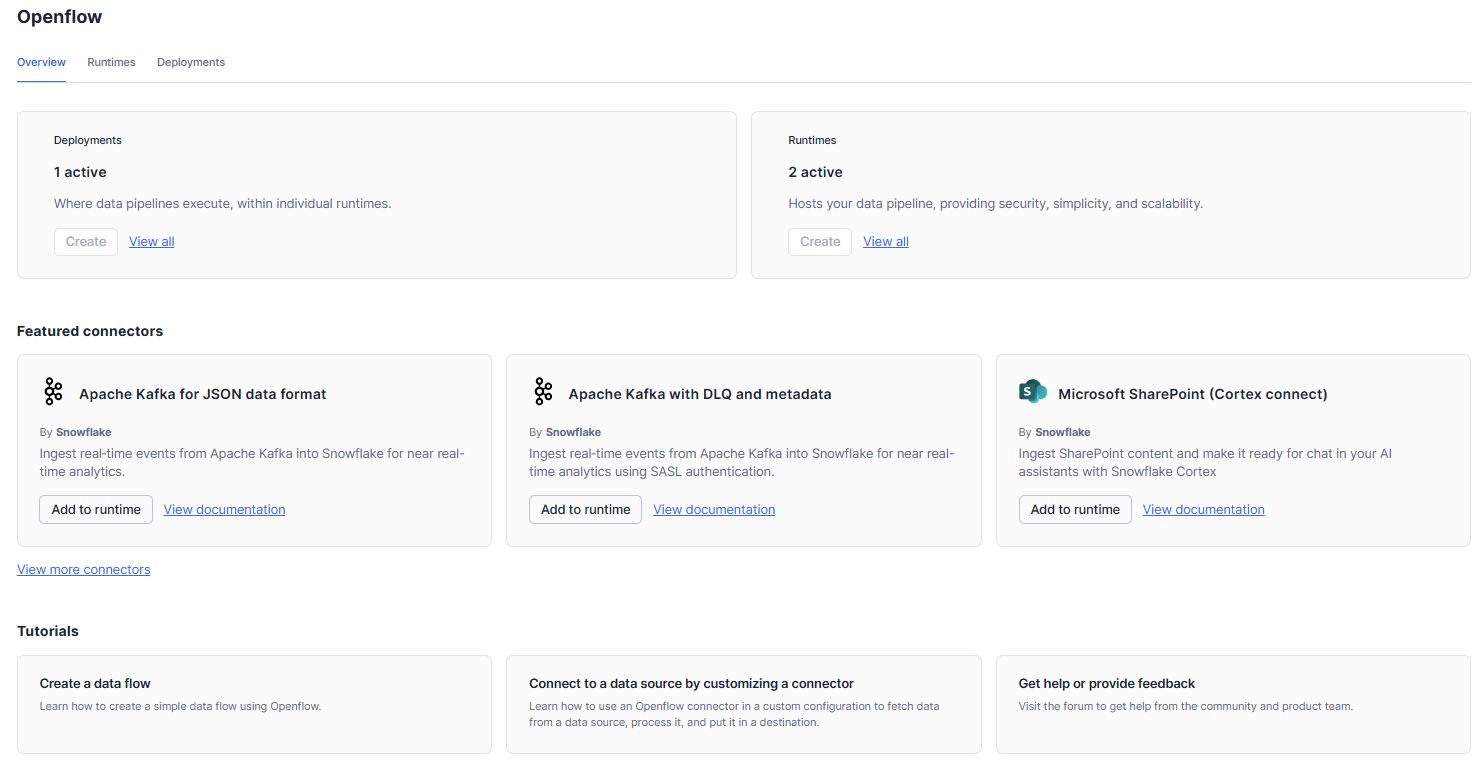 Openflow
Overview Runtimes Deployments
Deployments
1 active
Where data pipelines execute, within individual runtimes.
Create View all
Runtimes
2 active
Hosts your data pipeline, providing security, simplicity, and scalability.
Create View all
Featured connectors
Apache Kafka for JSON data format
By Snowflake
Ingest real-time events from Apache Kafka into Snowflake for near real-
time analytics.
Add to runtime View documentation
Apache Kafka with DLQ and metadata
By Snowflake
Ingest real-time events from Apache Kafka into Snowflake for near real-
time analytics using SASL authentication.
Add to runtime View documentation
S
Microsoft SharePoint (Cortex connect)
By Snowflake
Ingest SharePoint content and make it ready for chat in your AI
assistants with Snowflake Cortex
Add to runtime View documentation
View more connectors
Tutorials
Create a data flow
Learn how to create a simple data flow using Openflow.
Connect to a data source by customizing a connector
Learn how to use an Openflow connector in a custom configuration to fetch data
from a data source, process it, and put it in a destination.
Get help or provide feedback
Visit the forum to get help from the community and product team.